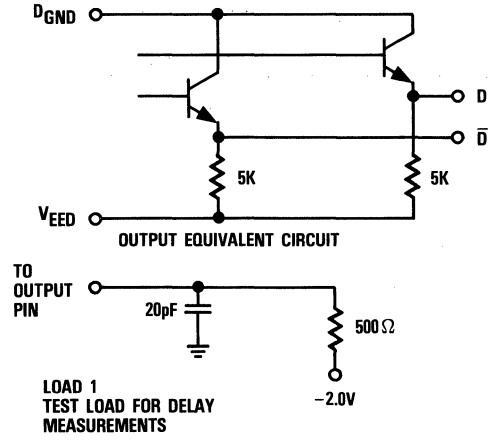 DGND
D
D̅
5K
5K
VEED
OUTPUT EQUIVALENT CIRCUIT
TO
OUTPUT
PIN
20pF
500Ω
-2.0V
LOAD 1
TEST LOAD FOR DELAY
MEASUREMENTS